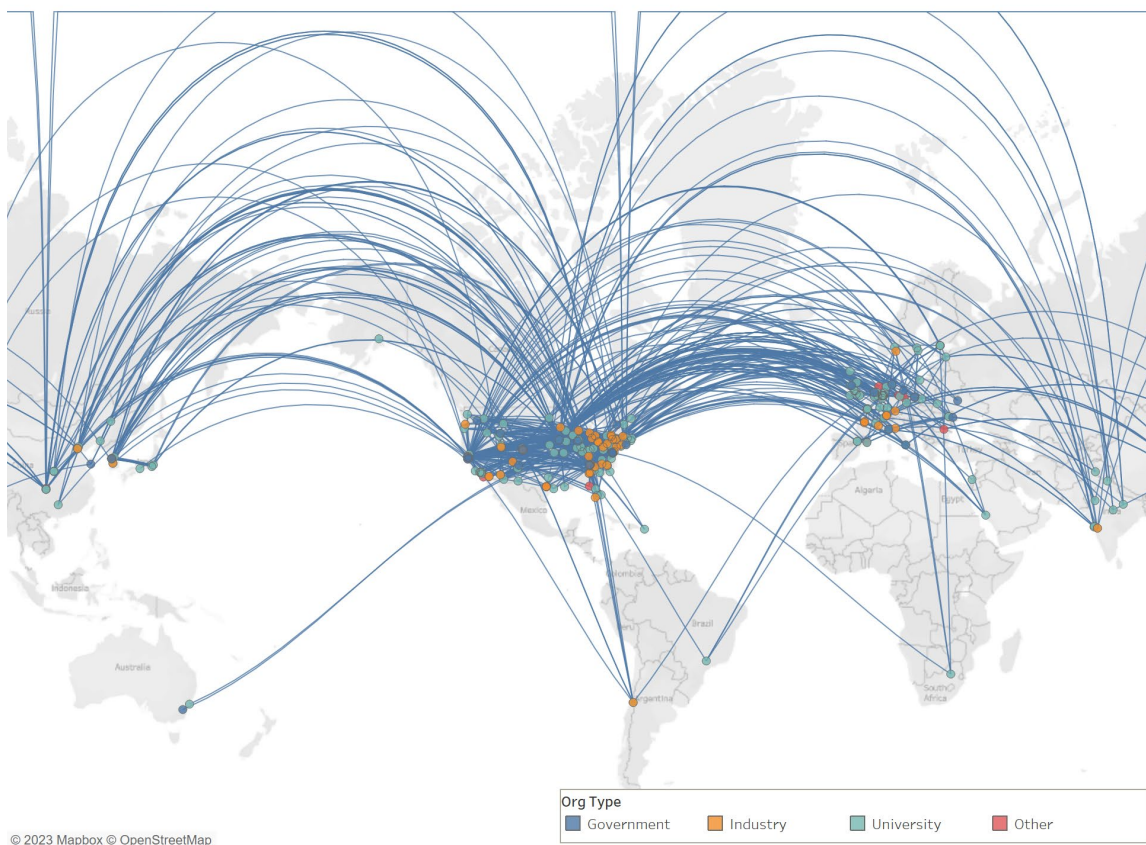 Russia
Algeria
Egypt
Mexico
Indonesia
Colombia
Brazil
Australia
Argentina
South
Africa
Org Type
Government
Industry
University
Other
© 2023 Mapbox © OpenStreetMap